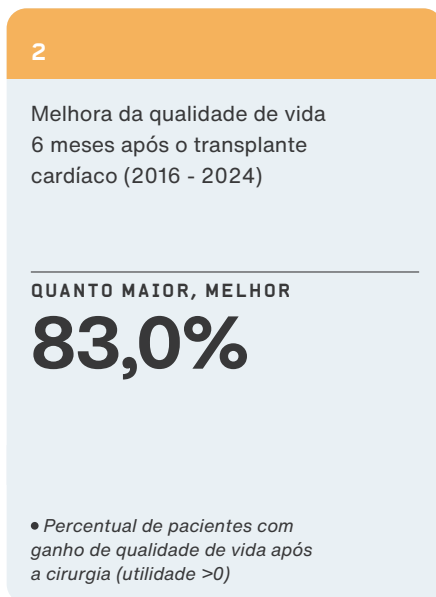 2
Melhora da qualidade de vida
6 meses após o transplante
cardíaco (2016 - 2024)
QUANTO MAIOR, MELHOR
83,0%
• Percentual de pacientes com
ganho de qualidade de vida após
a cirurgia (utilidade >0)